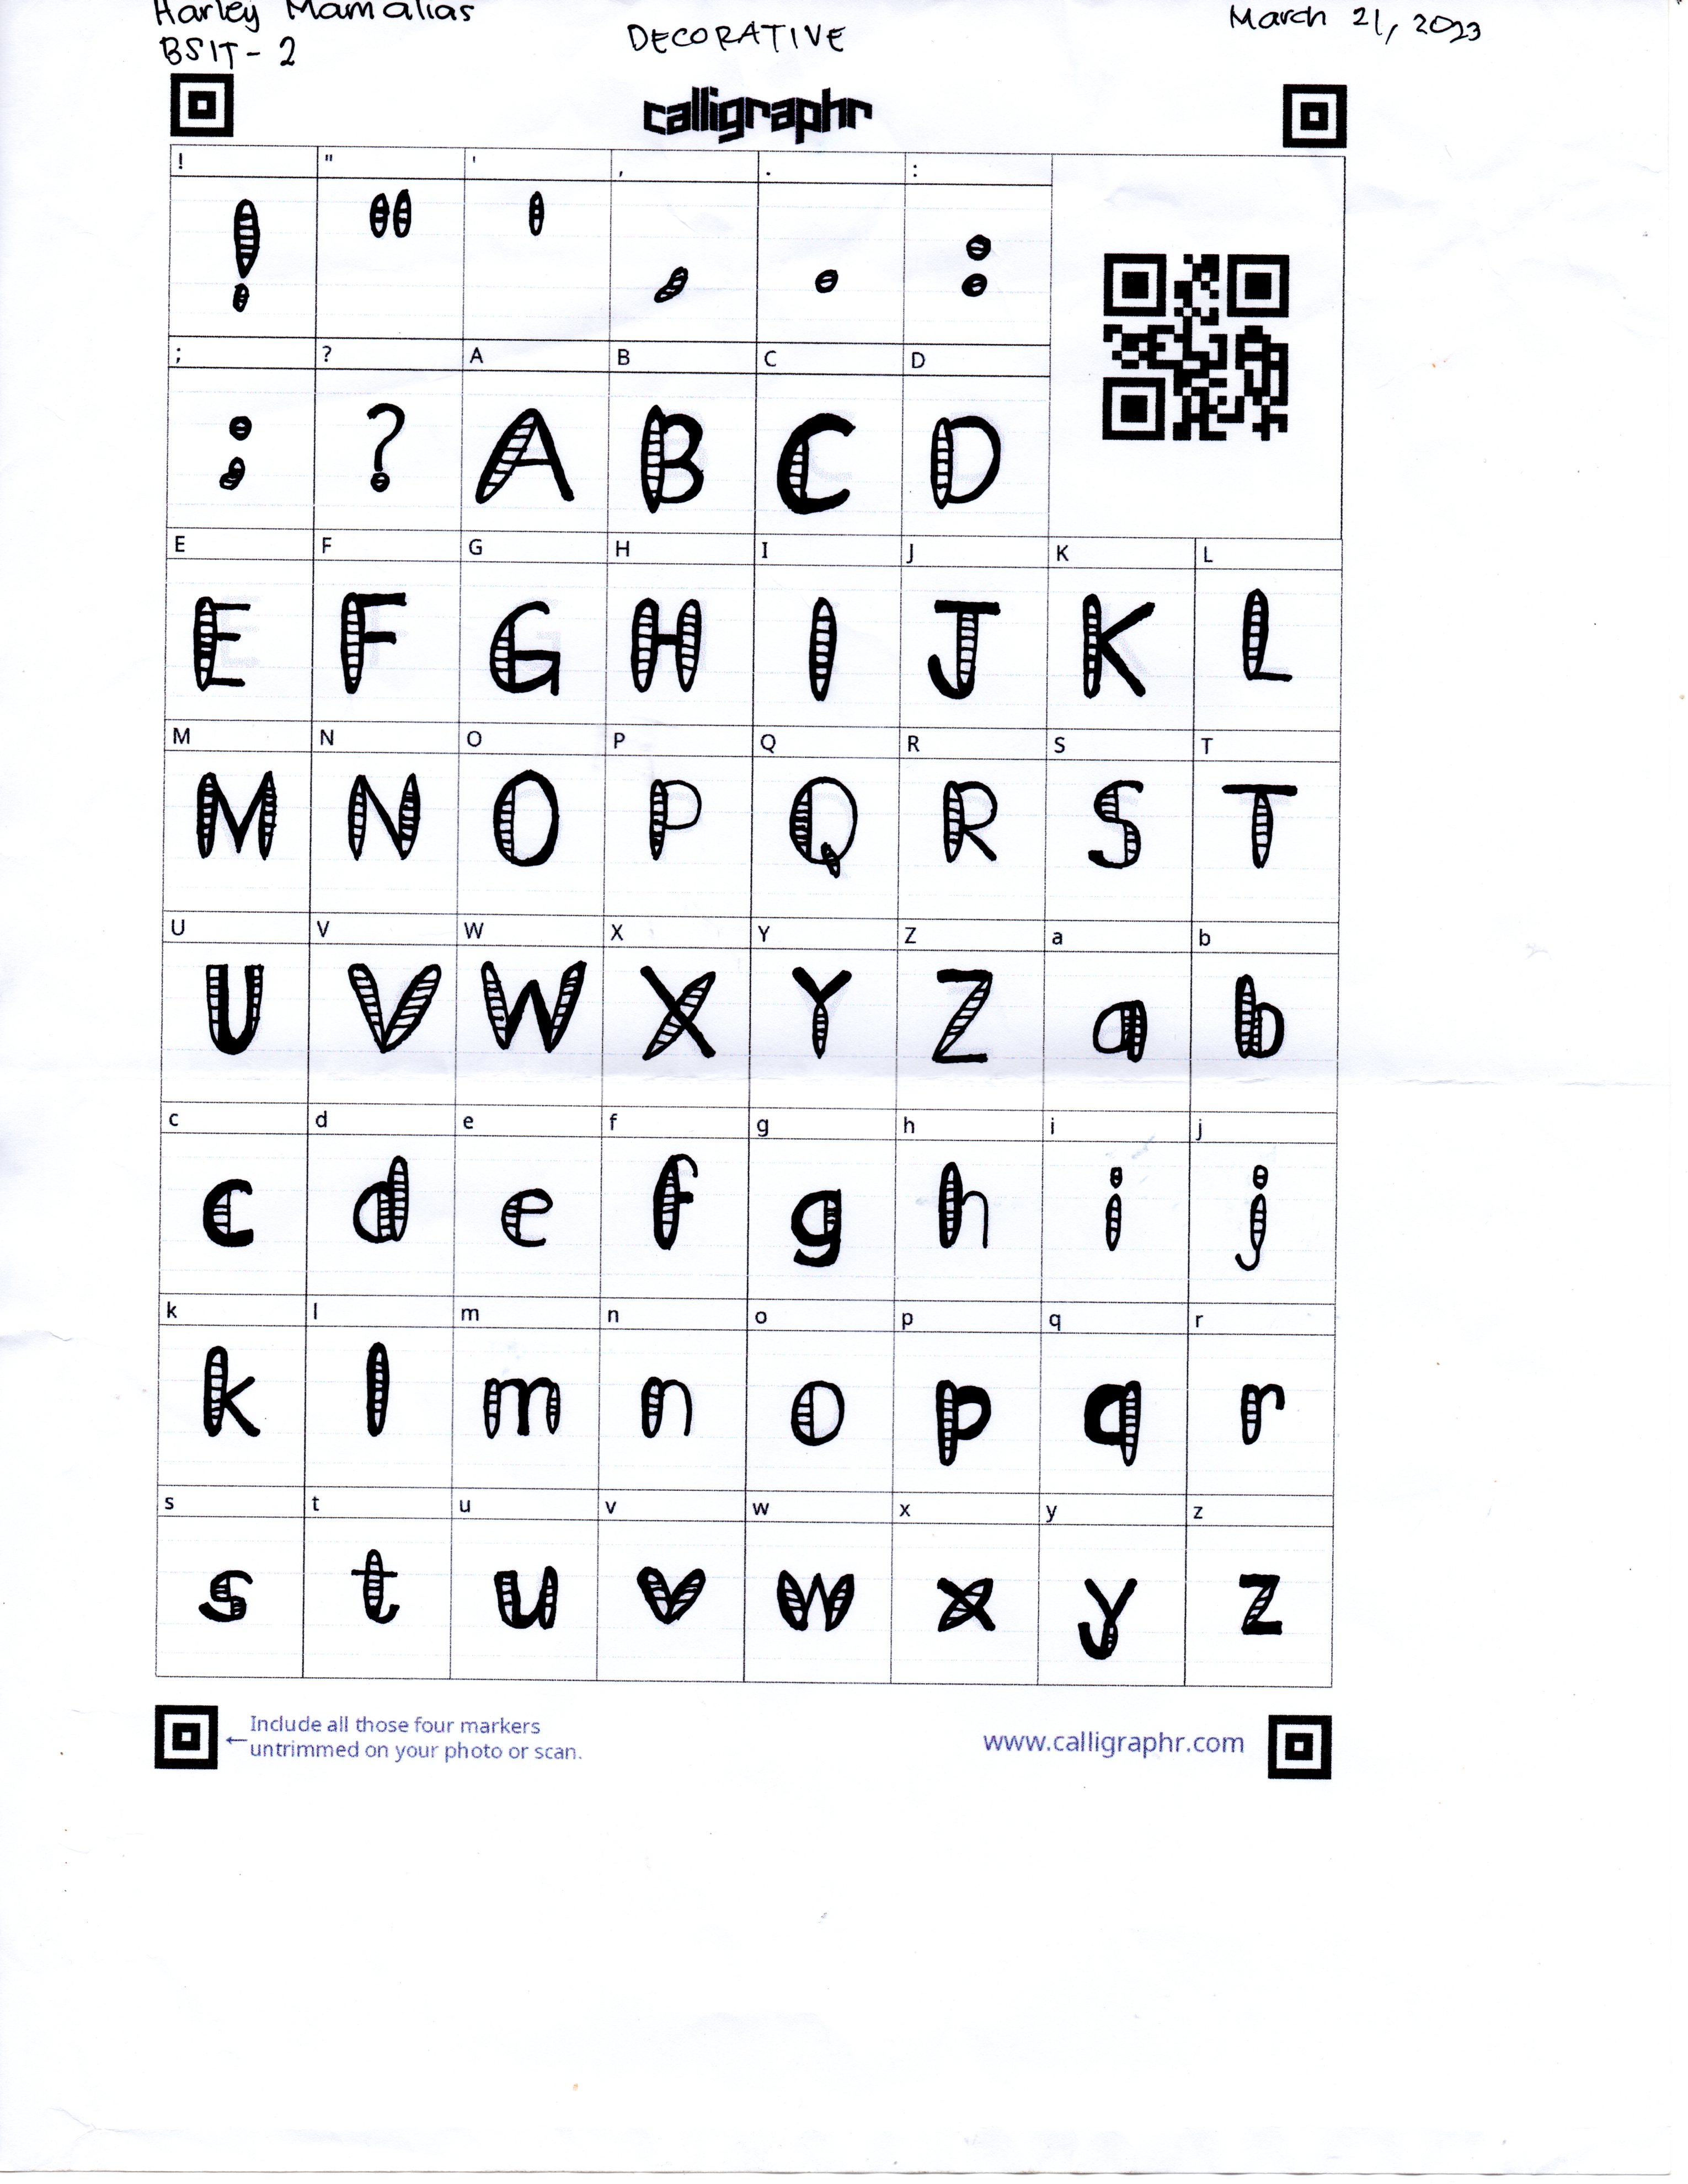 Harley Mamalias
BSIT - 2
DECORATIVE
March 21, 2023
calligraphr
! " ' , . :
! " ' , . :
; ? A B C D
; ? A B C D
E F G H I J K L
E F G H I J K L
M N O P Q R S T
M N O P Q R S T
U V W X Y Z a b
U V W X Y Z a b
c d e f g h i j
c d e f g h i j
k l m n o p q r
k l m n o p q r
s t u v w x y z
s t u v w x y z
← Include all those four markers
untrimmed on your photo or scan.
www.calligraphr.com